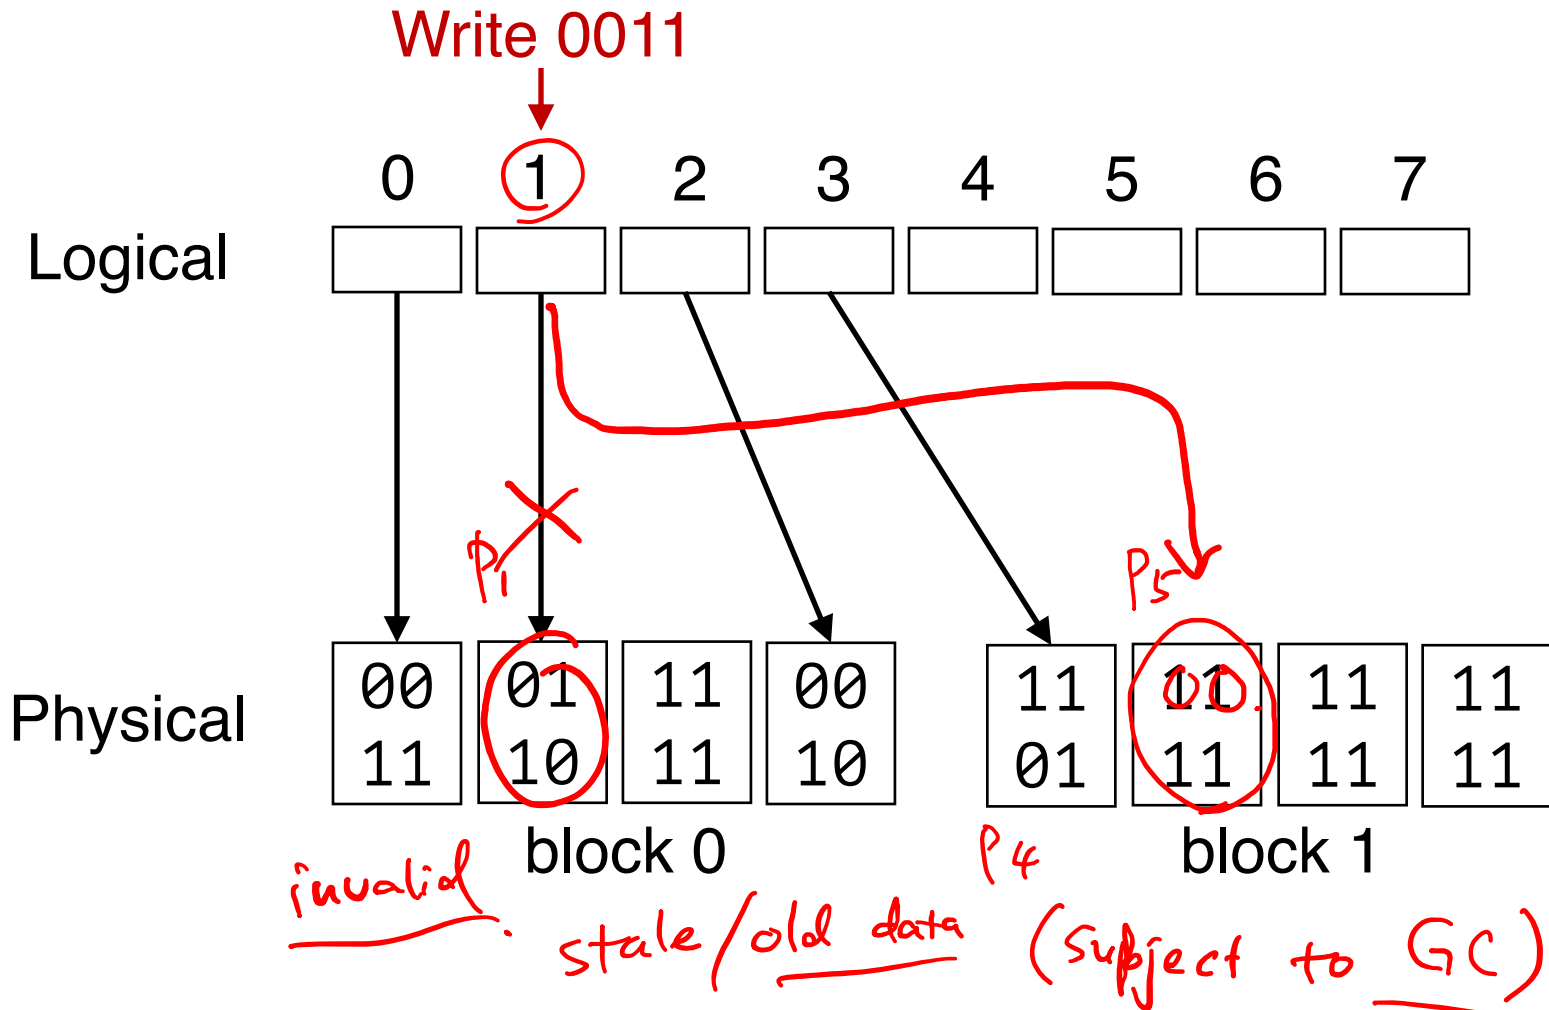 Write 0011
0 1 2 3 4 5 6 7
Logical
P1 P5
Physical
00 01 11 00 11 11 00 11 11
11 10 11 10 01 11 11 11
block 0 P4 block 1
invalid.
stale/old data (subject to GC)